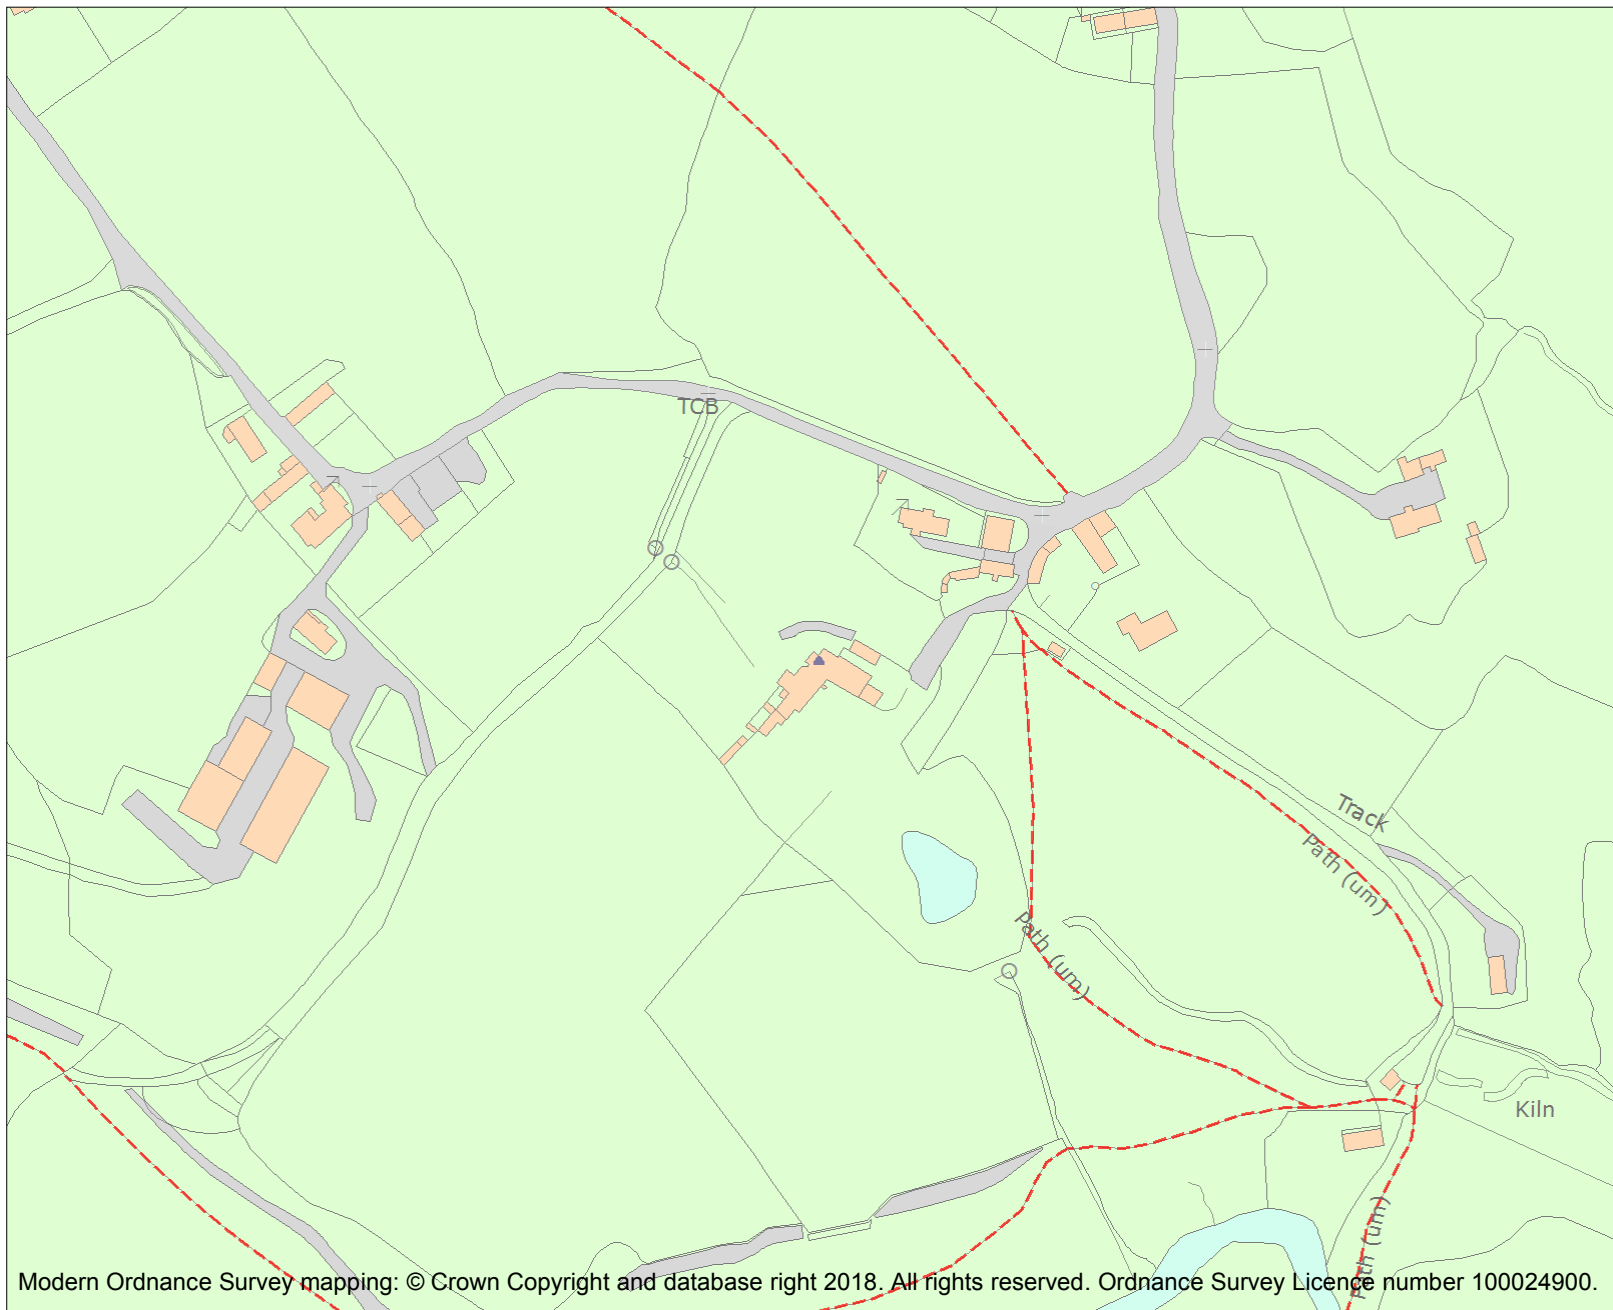 TCB
Track
Path (um)
Path (um)
Kiln
Path (um)
Modern Ordnance Survey mapping: © Crown Copyright and database right 2018. All rights reserved. Ordnance Survey Licence number 100024900.